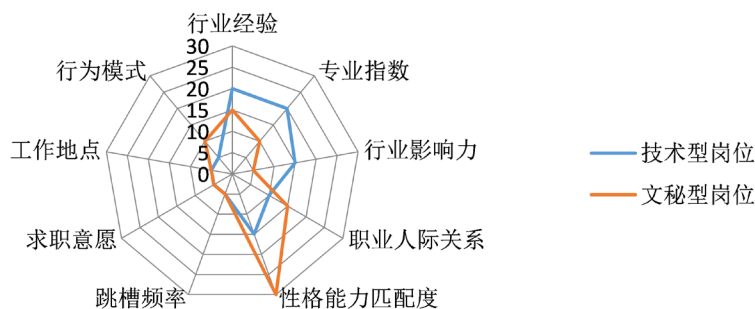 行业经验
专业指数
行业影响力
职业人际关系
性格能力匹配度
跳槽频率
求职意愿
工作地点
行为模式
30
25
20
15
10
5
0
技术型岗位
文秘型岗位